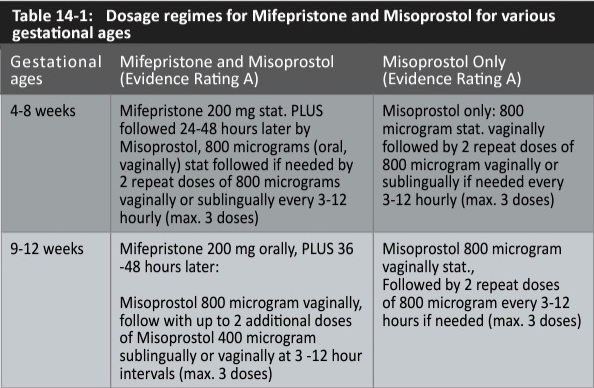 Table 14-1: Dosage regimes for Mifepristone and Misoprostol for various
gestational ages
Gestational
ages
Mifepristone and Misoprostol
(Evidence Rating A)
Misoprostol Only
(Evidence Rating A)
4-8 weeks
Mifepristone 200 mg stat. PLUS
followed 24-48 hours later by
Misoprostol, 800 micrograms (oral,
vaginally) stat followed if needed by
2 repeat doses of 800 micrograms
vaginally or sublingually every 3-12
hourly (max. 3 doses)
Misoprostol only: 800
microgram stat. vaginally
followed by 2 repeat doses of
800 microgram vaginally or
sublingually if needed every
3-12 hourly (max. 3 doses)
9-12 weeks
Mifepristone 200 mg orally, PLUS 36
-48 hours later:
Misoprostol 800 microgram vaginally,
follow with up to 2 additional doses
of Misoprostol 400 microgram
sublingually or vaginally at 3 -12 hour
intervals (max. 3 doses)
Misoprostol 800 microgram
vaginally stat.,
Followed by 2 repeat doses
of 800 microgram every 3-12
hours if needed (max. 3 doses)